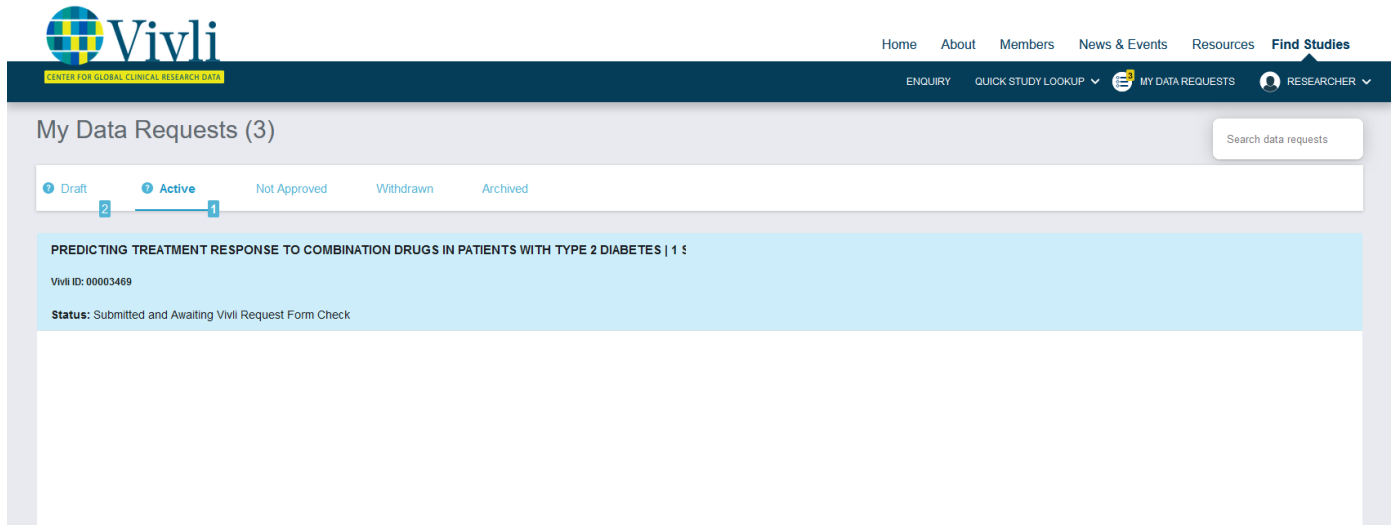 Vivli
CENTER FOR GLOBAL CLINICAL RESEARCH DATA
Home About Members News & Events Resources Find Studies
ENQUIRY QUICK STUDY LOOKUP 3 MY DATA REQUESTS RESEARCHER
My Data Requests (3)
Search data requests
? Draft ? Active Not Approved Withdrawn Archived
2 1
PREDICTING TREATMENT RESPONSE TO COMBINATION DRUGS IN PATIENTS WITH TYPE 2 DIABETES | 1 S
Vivli ID: 00003469
Status: Submitted and Awaiting Vivli Request Form Check